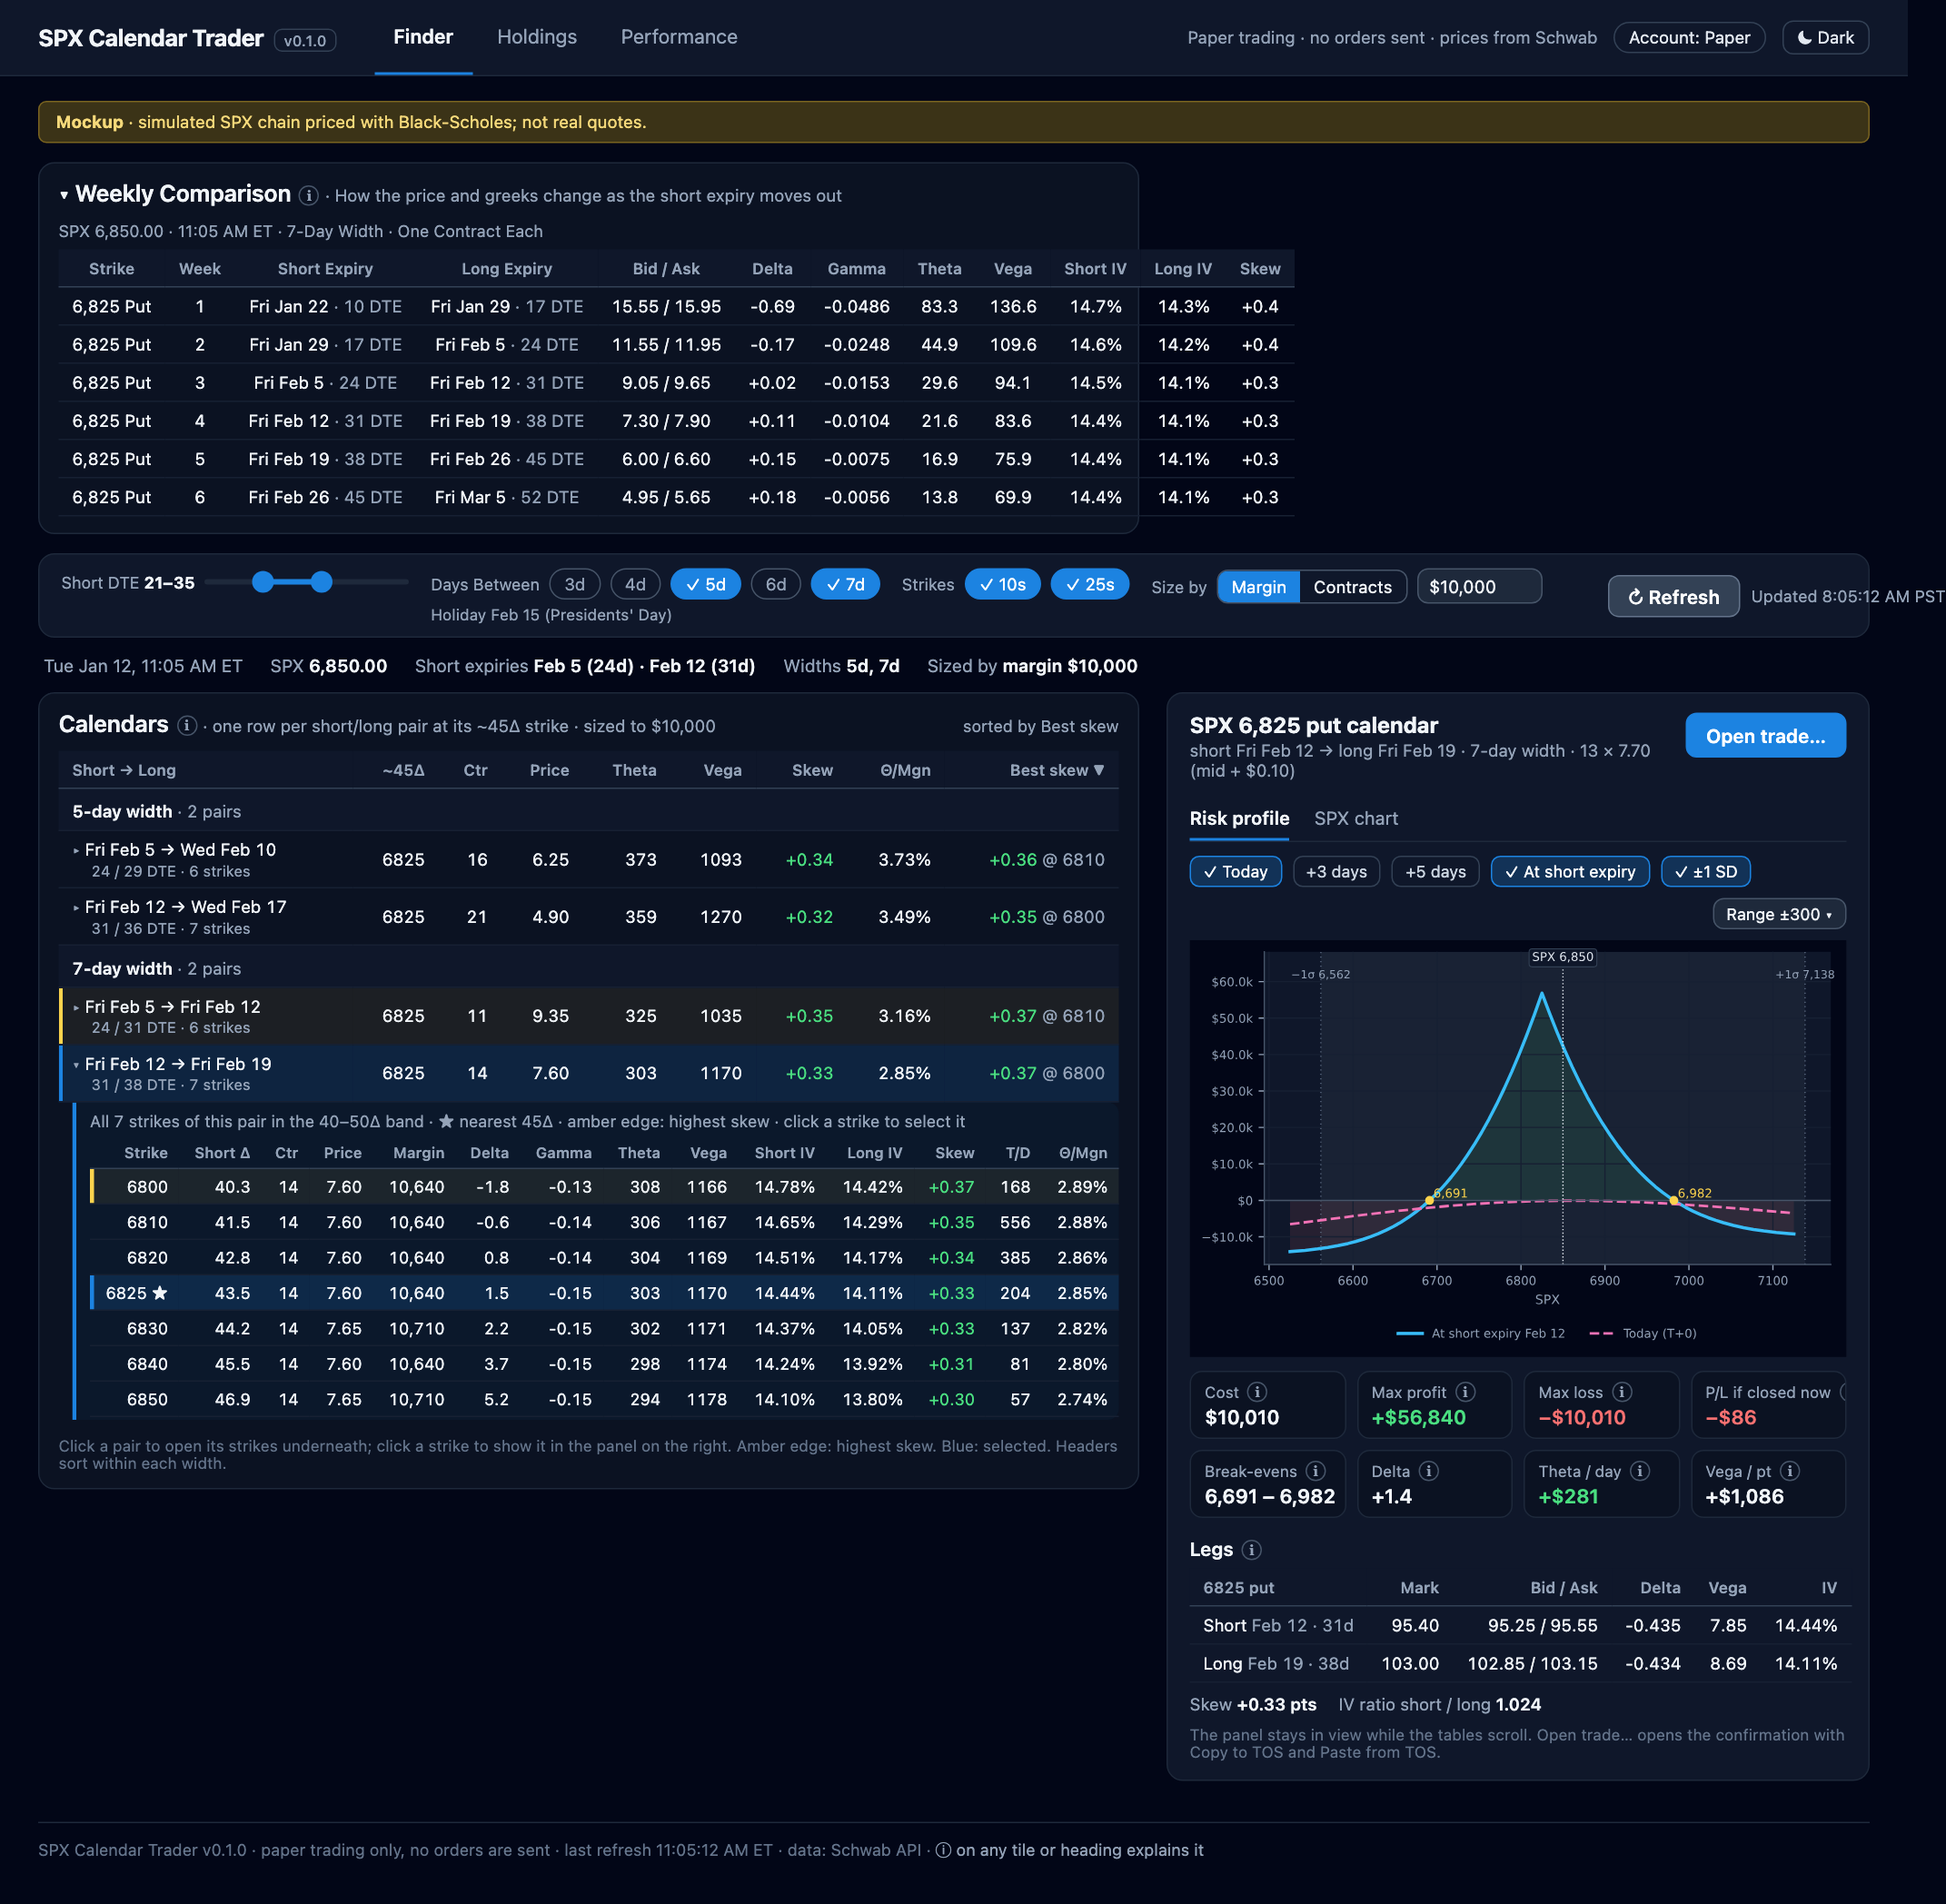 SPX Calendar Trader v0.1.0 Finder Holdings Performance Paper trading · no orders sent · prices from Schwab Account: Paper Dark
Mockup · simulated SPX chain priced with Black-Scholes; not real quotes.
▾ Weekly Comparison ⓘ · How the price and greeks change as the short expiry moves out
SPX 6,850.00 · 11:05 AM ET · 7-Day Width · One Contract Each
Strike Week Short Expiry Long Expiry Bid / Ask Delta Gamma Theta Vega Short IV Long IV Skew
6,825 Put 1 Fri Jan 22 · 10 DTE Fri Jan 29 · 17 DTE 15.55 / 15.95 -0.69 -0.0486 83.3 136.6 14.7% 14.3% +0.4
6,825 Put 2 Fri Jan 29 · 17 DTE Fri Feb 5 · 24 DTE 11.55 / 11.95 -0.17 -0.0248 44.9 109.6 14.6% 14.2% +0.4
6,825 Put 3 Fri Feb 5 · 24 DTE Fri Feb 12 · 31 DTE 9.05 / 9.65 +0.02 -0.0153 29.6 94.1 14.5% 14.1% +0.3
6,825 Put 4 Fri Feb 12 · 31 DTE Fri Feb 19 · 38 DTE 7.30 / 7.90 +0.11 -0.0104 21.6 83.6 14.4% 14.1% +0.3
6,825 Put 5 Fri Feb 19 · 38 DTE Fri Feb 26 · 45 DTE 6.00 / 6.60 +0.15 -0.0075 16.9 75.9 14.4% 14.1% +0.3
6,825 Put 6 Fri Feb 26 · 45 DTE Fri Mar 5 · 52 DTE 4.95 / 5.65 +0.18 -0.0056 13.8 69.9 14.4% 14.1% +0.3
Short DTE 21–35 Days Between 3d 4d ✓ 5d 6d ✓ 7d Strikes ✓ 10s ✓ 25s Size by Margin Contracts $10,000 ↻ Refresh Updated 8:05:12 AM PST
Holiday Feb 15 (Presidents' Day)
Tue Jan 12, 11:05 AM ET SPX 6,850.00 Short expiries Feb 5 (24d) · Feb 12 (31d) Widths 5d, 7d Sized by margin $10,000
Calendars ⓘ · one row per short/long pair at its ~45Δ strike · sized to $10,000 sorted by Best skew
Short → Long ~45Δ Ctr Price Theta Vega Skew Θ/Mgn Best skew ▼
5-day width · 2 pairs
▸ Fri Feb 5 → Wed Feb 10 6825 16 6.25 373 1093 +0.34 3.73% +0.36 @ 6810
24 / 29 DTE · 6 strikes
▸ Fri Feb 12 → Wed Feb 17 6825 21 4.90 359 1270 +0.32 3.49% +0.35 @ 6800
31 / 36 DTE · 7 strikes
7-day width · 2 pairs
▸ Fri Feb 5 → Fri Feb 12 6825 11 9.35 325 1035 +0.35 3.16% +0.37 @ 6810
24 / 31 DTE · 6 strikes
▾ Fri Feb 12 → Fri Feb 19 6825 14 7.60 303 1170 +0.33 2.85% +0.37 @ 6800
31 / 38 DTE · 7 strikes
All 7 strikes of this pair in the 40–50Δ band · ★ nearest 45Δ · amber edge: highest skew · click a strike to select it
Strike Short Δ Ctr Price Margin Delta Gamma Theta Vega Short IV Long IV Skew T/D Θ/Mgn
6800 40.3 14 7.60 10,640 -1.8 -0.13 308 1166 14.78% 14.42% +0.37 168 2.89%
6810 41.5 14 7.60 10,640 -0.6 -0.14 306 1167 14.65% 14.29% +0.35 556 2.88%
6820 42.8 14 7.60 10,640 0.8 -0.14 304 1169 14.51% 14.17% +0.34 385 2.86%
6825 ★ 43.5 14 7.60 10,640 1.5 -0.15 303 1170 14.44% 14.11% +0.33 204 2.85%
6830 44.2 14 7.65 10,710 2.2 -0.15 302 1171 14.37% 14.05% +0.33 137 2.82%
6840 45.5 14 7.60 10,640 3.7 -0.15 298 1174 14.24% 13.92% +0.31 81 2.80%
6850 46.9 14 7.65 10,710 5.2 -0.15 294 1178 14.10% 13.80% +0.30 57 2.74%
Click a pair to open its strikes underneath; click a strike to show it in the panel on the right. Amber edge: highest skew. Blue: selected. Headers
sort within each width.
SPX 6,825 put calendar Open trade...
short Fri Feb 12 → long Fri Feb 19 · 7-day width · 13 × 7.70
(mid + $0.10)
Risk profile SPX chart
✓ Today +3 days +5 days ✓ At short expiry ✓ ±1 SD
Range ±300 ▾
SPX 6,850
−1σ 6,562 +1σ 7,138
$60.0k
$50.0k
$40.0k
$30.0k
$20.0k
$10.0k
$0
−$10.0k
6,691 6,982
6500 6600 6700 6800 6900 7000 7100
SPX
At short expiry Feb 12 Today (T+0)
Cost ⓘ Max profit ⓘ Max loss ⓘ P/L if closed now
$10,010 +$56,840 −$10,010 −$86
Break-evens ⓘ Delta ⓘ Theta / day ⓘ Vega / pt ⓘ
6,691 – 6,982 +1.4 +$281 +$1,086
Legs ⓘ
6825 put Mark Bid / Ask Delta Vega IV
Short Feb 12 · 31d 95.40 95.25 / 95.55 -0.435 7.85 14.44%
Long Feb 19 · 38d 103.00 102.85 / 103.15 -0.434 8.69 14.11%
Skew +0.33 pts IV ratio short / long 1.024
The panel stays in view while the tables scroll. Open trade... opens the confirmation with
Copy to TOS and Paste from TOS.
SPX Calendar Trader v0.1.0 · paper trading only, no orders are sent · last refresh 11:05:12 AM ET · data: Schwab API · ⓘ on any tile or heading explains it